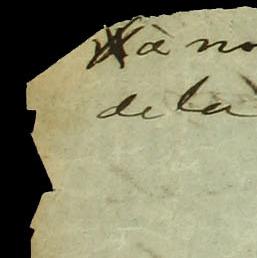 à no
de la